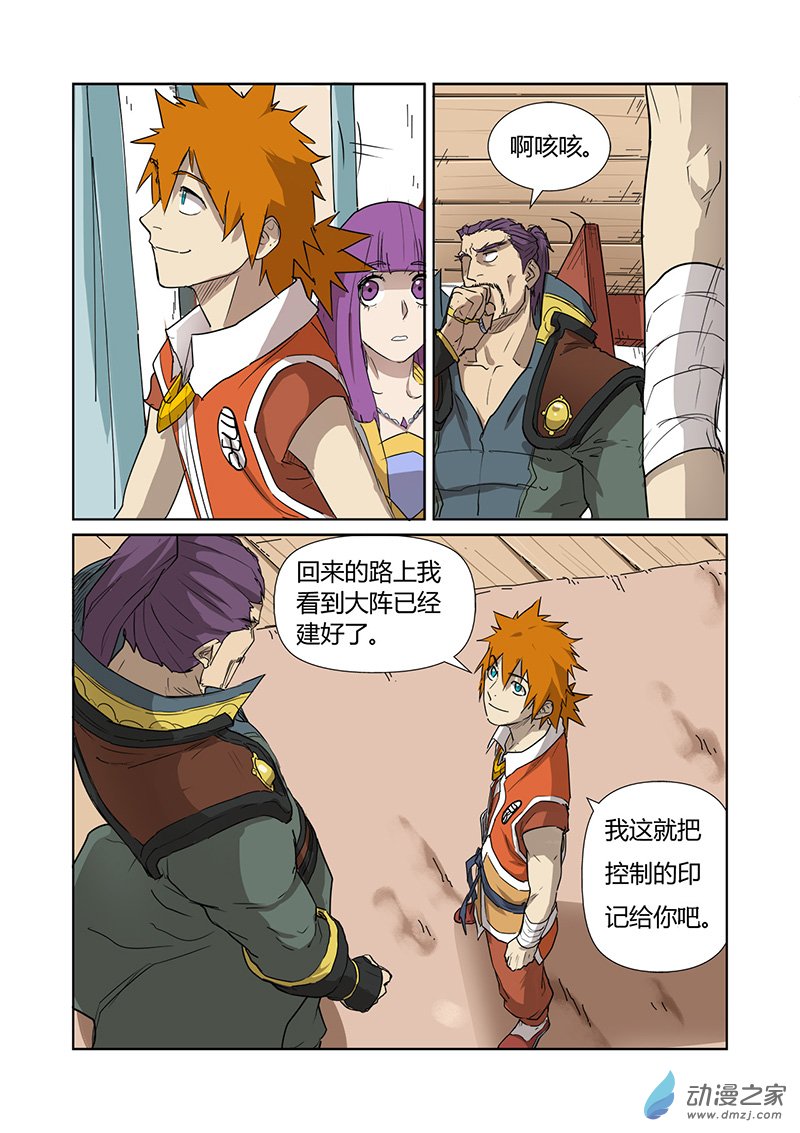 啊咳咳。
回来的路上我
看到大阵已经
建好了。
我这就把
控制的印
记给你吧。
动漫之家
www.dmzj.com